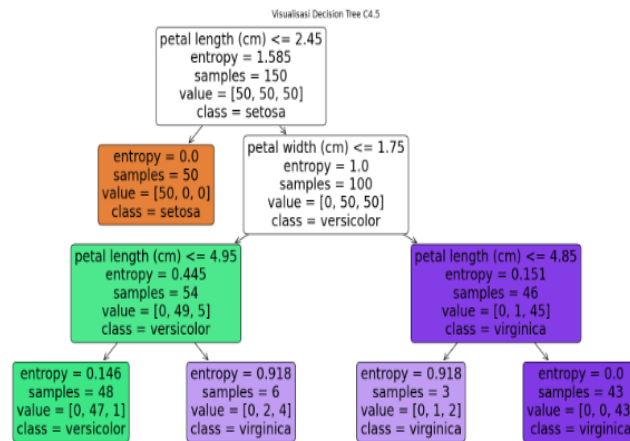 Visualisasi Decision Tree C4.5
petal length (cm) <= 2.45
entropy = 1.585
samples = 150
value = [50, 50, 50]
class = setosa
entropy = 0.0
samples = 50
value = [50, 0, 0]
class = setosa
petal width (cm) <= 1.75
entropy = 1.0
samples = 100
value = [0, 50, 50]
class = versicolor
petal length (cm) <= 4.95
entropy = 0.445
samples = 54
value = [0, 49, 5]
class = versicolor
petal length (cm) <= 4.85
entropy = 0.151
samples = 46
value = [0, 1, 45]
class = virginica
entropy = 0.146
samples = 48
value = [0, 47, 1]
class = versicolor
entropy = 0.918
samples = 6
value = [0, 2, 4]
class = virginica
entropy = 0.918
samples = 3
value = [0, 1, 2]
class = virginica
entropy = 0.0
samples = 43
value = [0, 0, 43]
class = virginica